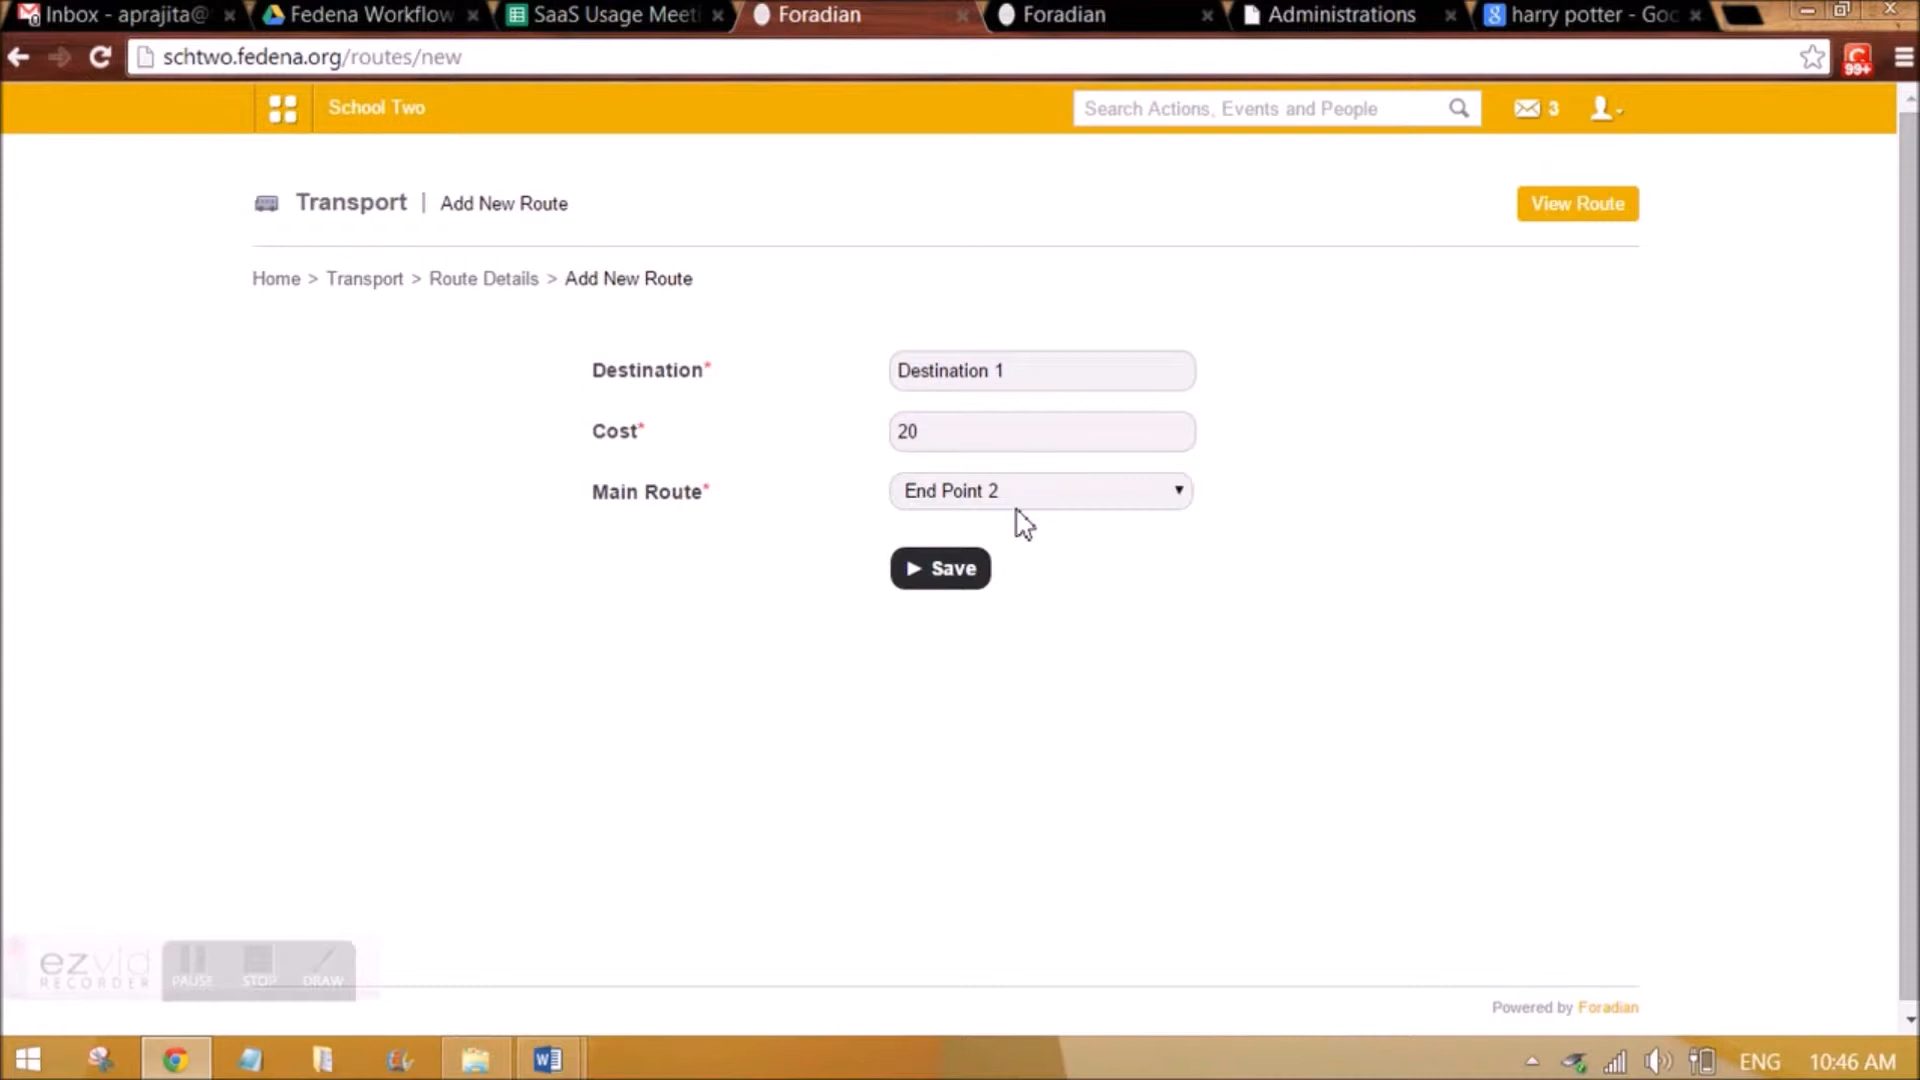 Inbox - aprajita@
Fedena Workflow
SaaS Usage Meeti
Foradian
Foradian
Administrations
harry potter - Goo
schtwo.fedena.org/routes/new
99+
School Two
Search Actions, Events and People
3
Transport | Add New Route
View Route
Home > Transport > Route Details > Add New Route
Destination*
Destination 1
Cost*
20
Main Route*
End Point 2
Save
ezvid
RECORDER
PAUSE
STOP
DRAW
Powered by Foradian
ENG
10:46 AM